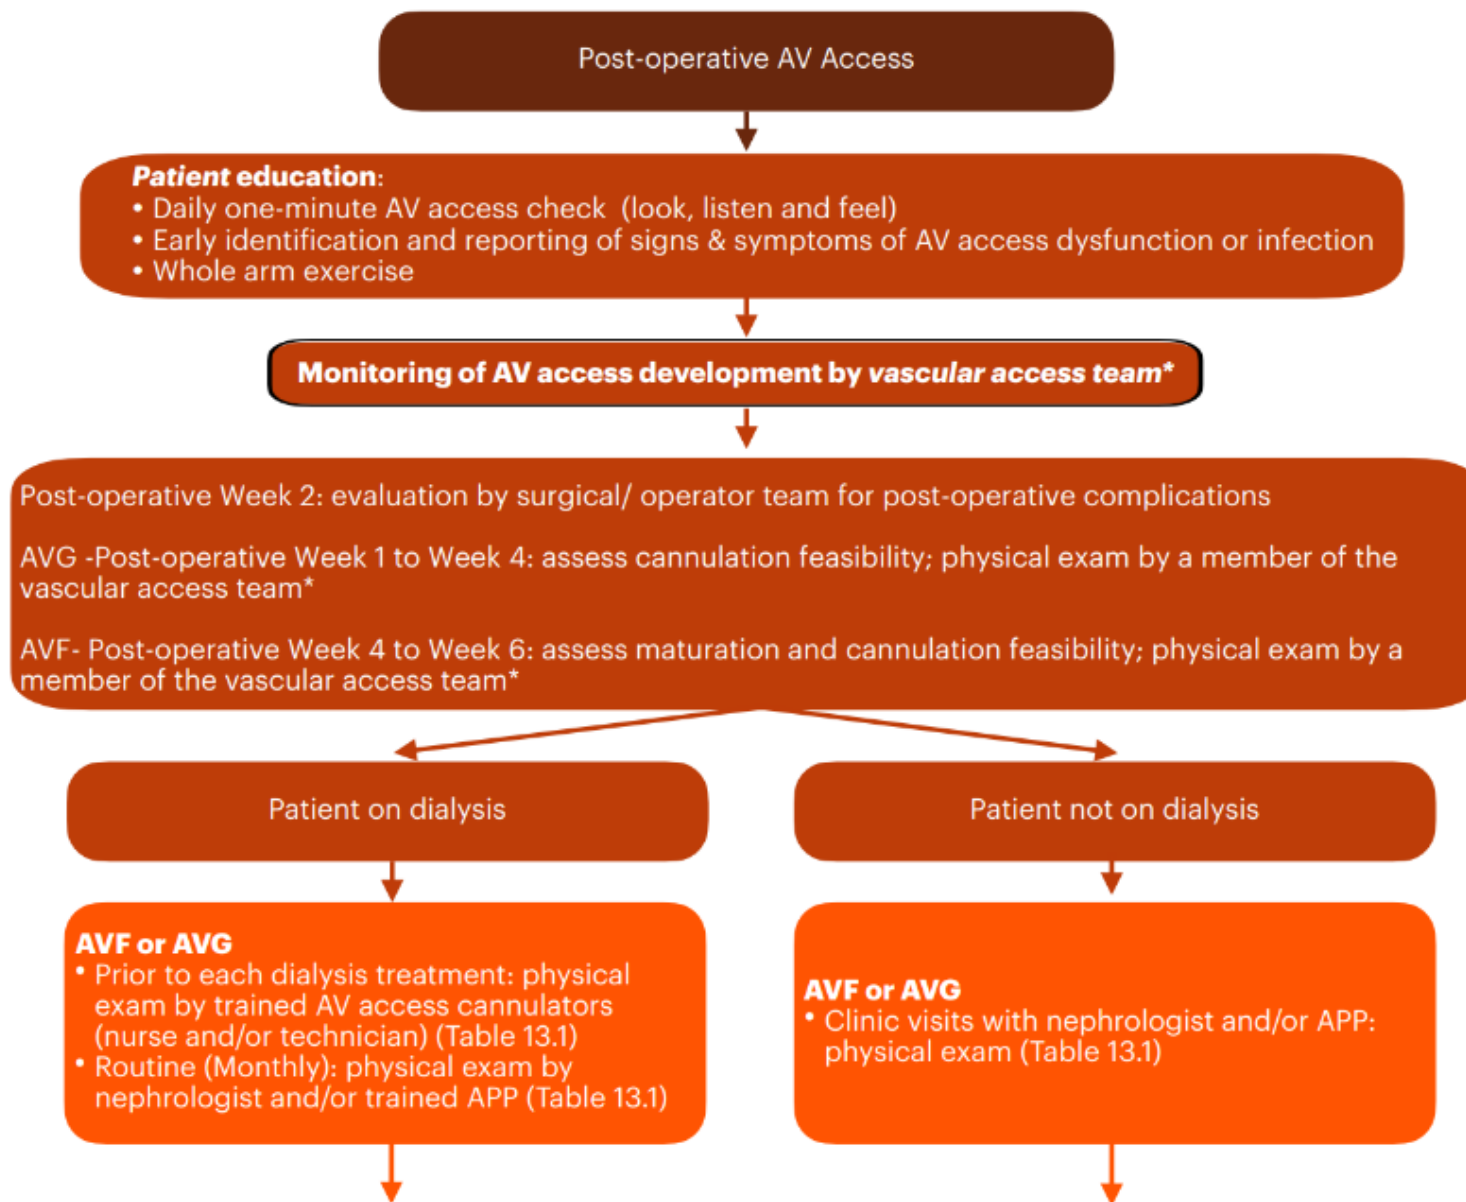 Post-operative AV Access
Patient education:
• Daily one-minute AV access check (look, listen and feel)
• Early identification and reporting of signs & symptoms of AV access dysfunction or infection
• Whole arm exercise
Monitoring of AV access development by vascular access team*
Post-operative Week 2: evaluation by surgical/ operator team for post-operative complications
AVG -Post-operative Week 1 to Week 4: assess cannulation feasibility; physical exam by a member of the
vascular access team*
AVF- Post-operative Week 4 to Week 6: assess maturation and cannulation feasibility; physical exam by a
member of the vascular access team*
Patient on dialysis
Patient not on dialysis
AVF or AVG
• Prior to each dialysis treatment: physical
exam by trained AV access cannulators
(nurse and/or technician) (Table 13.1)
• Routine (Monthly): physical exam by
nephrologist and/or trained APP (Table 13.1)
AVF or AVG
• Clinic visits with nephrologist and/or APP:
physical exam (Table 13.1)